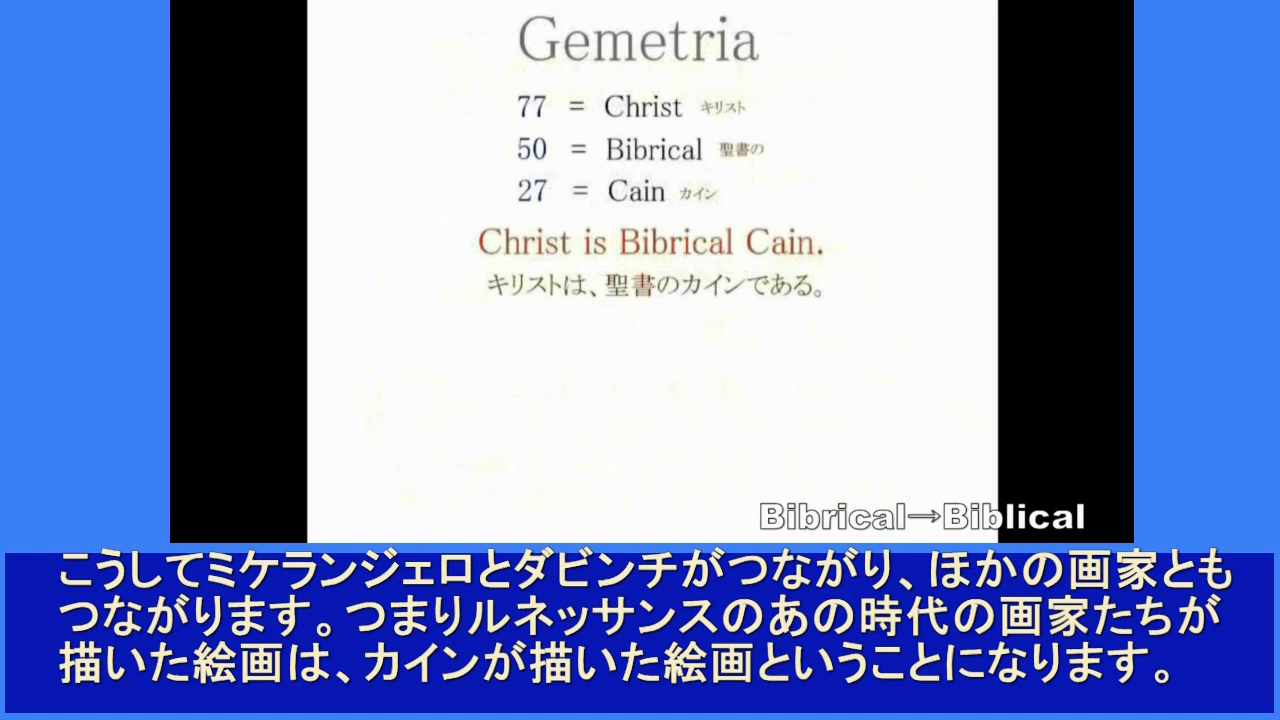 Gemetria
77 = Christ キリスト
50 = Bibrical 聖書の
27 = Cain カイン
Christ is Bibrical Cain.
キリストは、聖書のカインである。
Bibrical→Biblical
こうしてミケランジェロとダビンチがつながり、ほかの画家とも
つながります。つまりルネッサンスのあの時代の画家たちが
描いた絵画は、カインが描いた絵画ということになります。